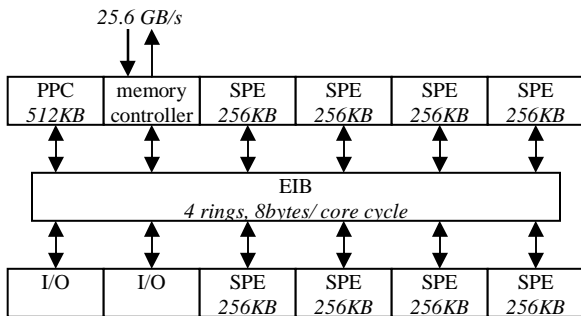 25.6 GB/s
PPC memory SPE SPE SPE SPE
512KB controller 256KB 256KB 256KB 256KB
EIB
4 rings, 8bytes/ core cycle
I/O I/O SPE SPE SPE SPE
256KB 256KB 256KB 256KB